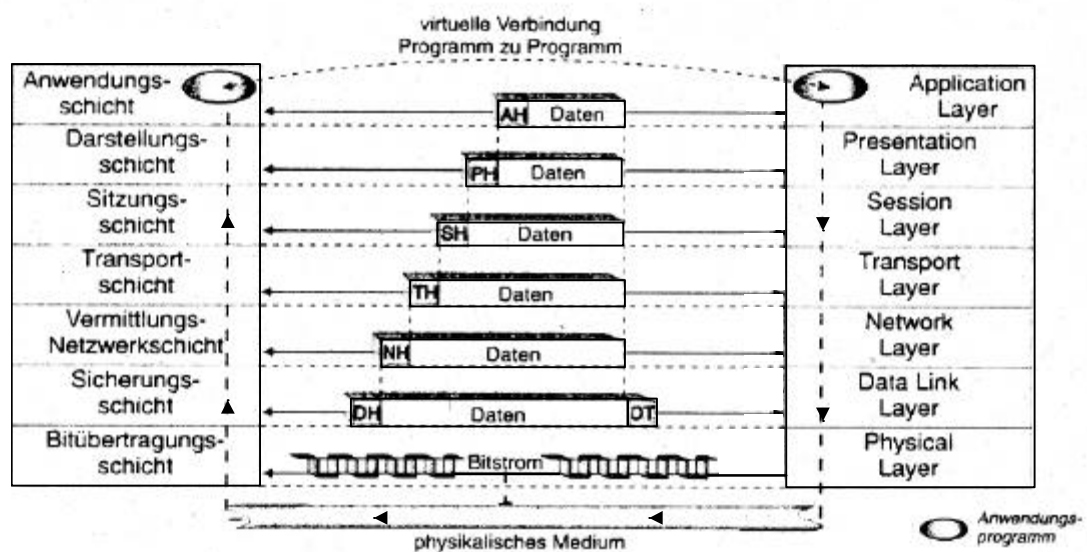 virtuelle Verbindung
Programm zu Programm
Anwendungs-
schicht
AH Daten
Application
Layer
Darstellungs-
schicht
PH Daten
Presentation
Layer
Sitzungs-
schicht
SH Daten
Session
Layer
Transport-
schicht
TH Daten
Transport
Layer
Vermittlungs-
Netzwerkschicht
NH Daten
Network
Layer
Sicherungs-
schicht
DH Daten DT
Data Link
Layer
Bitübertragungs-
schicht
Bitstrom
Physical
Layer
physikalisches Medium
Anwendungs-
programm